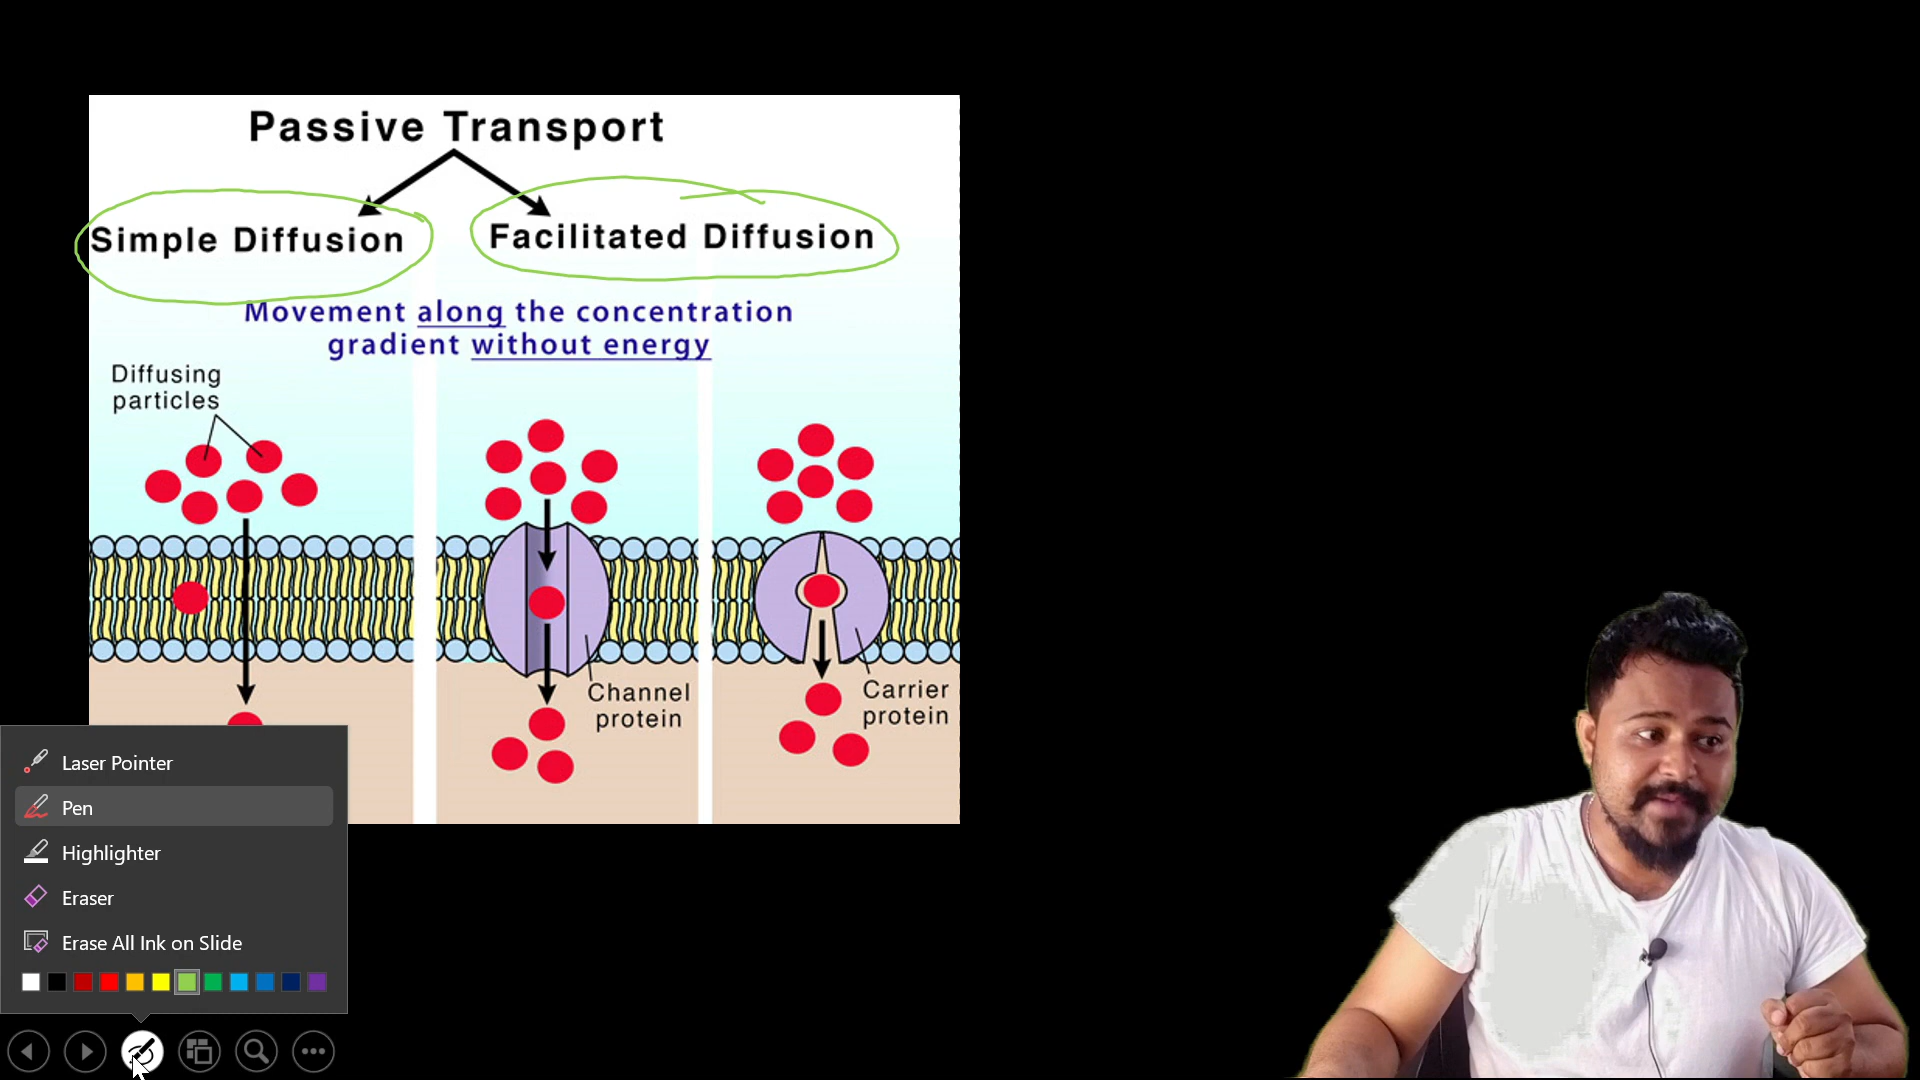 Passive Transport
Simple Diffusion
Facilitated Diffusion
Movement along the concentration
gradient without energy
Diffusing
particles
Channel
protein
Carrier
protein
Laser Pointer
Pen
Highlighter
Eraser
Erase All Ink on Slide